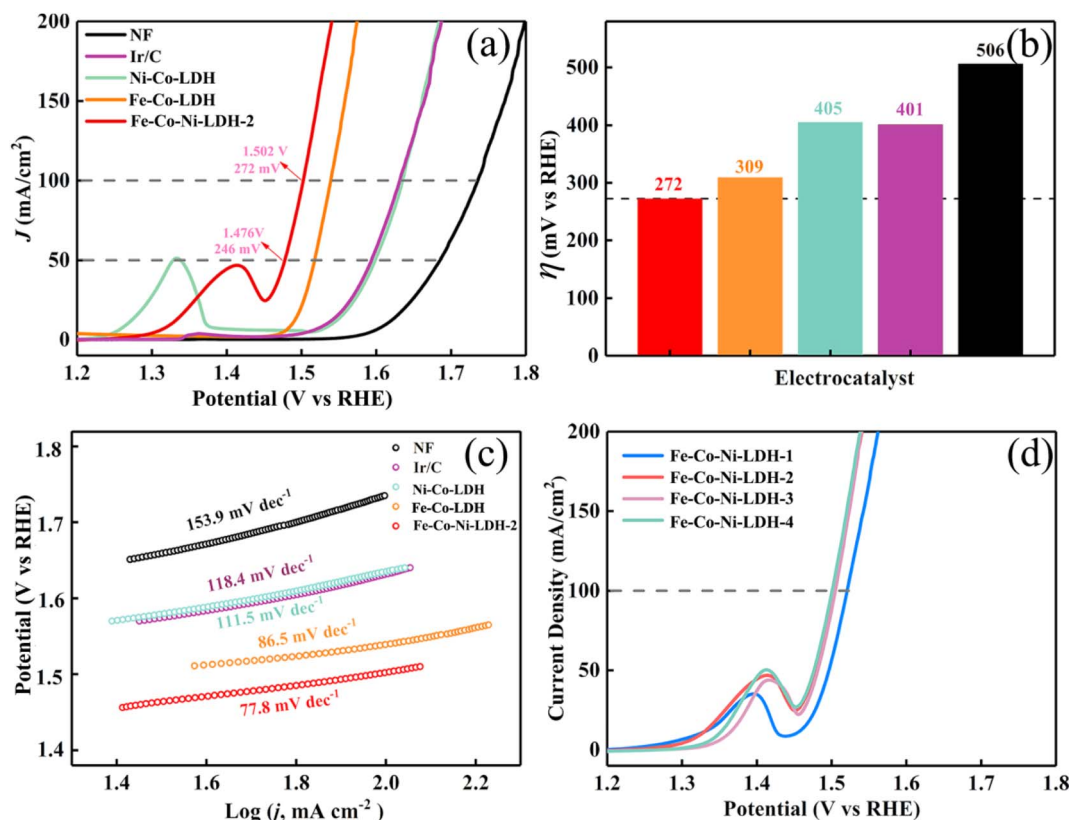 (a)
NF
Ir/C
Ni-Co-LDH
Fe-Co-LDH
Fe-Co-Ni-LDH-2
1.502 V
272 mV
1.476V
246 mV
200
150
100
50
0
J (mA/cm²)
1.2 1.3 1.4 1.5 1.6 1.7 1.8
Potential (V vs RHE)
(b)
500
400
300
200
100
0
η (mV vs RHE)
272
309
405
401
506
Electrocatalyst
(c)
NF
Ir/C
Ni-Co-LDH
Fe-Co-LDH
Fe-Co-Ni-LDH-2
153.9 mV dec⁻¹
118.4 mV dec⁻¹
111.5 mV dec⁻¹
86.5 mV dec⁻¹
77.8 mV dec⁻¹
1.8
1.7
1.6
1.5
1.4
Potential (V vs RHE)
1.4 1.6 1.8 2.0 2.2
Log (j, mA cm⁻²)
(d)
Fe-Co-Ni-LDH-1
Fe-Co-Ni-LDH-2
Fe-Co-Ni-LDH-3
Fe-Co-Ni-LDH-4
200
150
100
50
0
Current Density (mA/cm²)
1.2 1.3 1.4 1.5 1.6 1.7 1.8
Potential (V vs RHE)